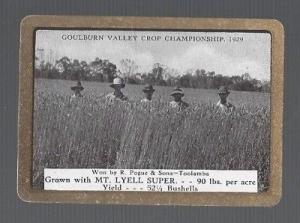 GOULBURN VALLEY CROP CHAMPIONSHIP. 1929
Won by R. Pogue & Sons—Toolamba
Grown with MT. LYELL SUPER. - - 90 lbs. per acre
Yield - - - 52¼ Bushells